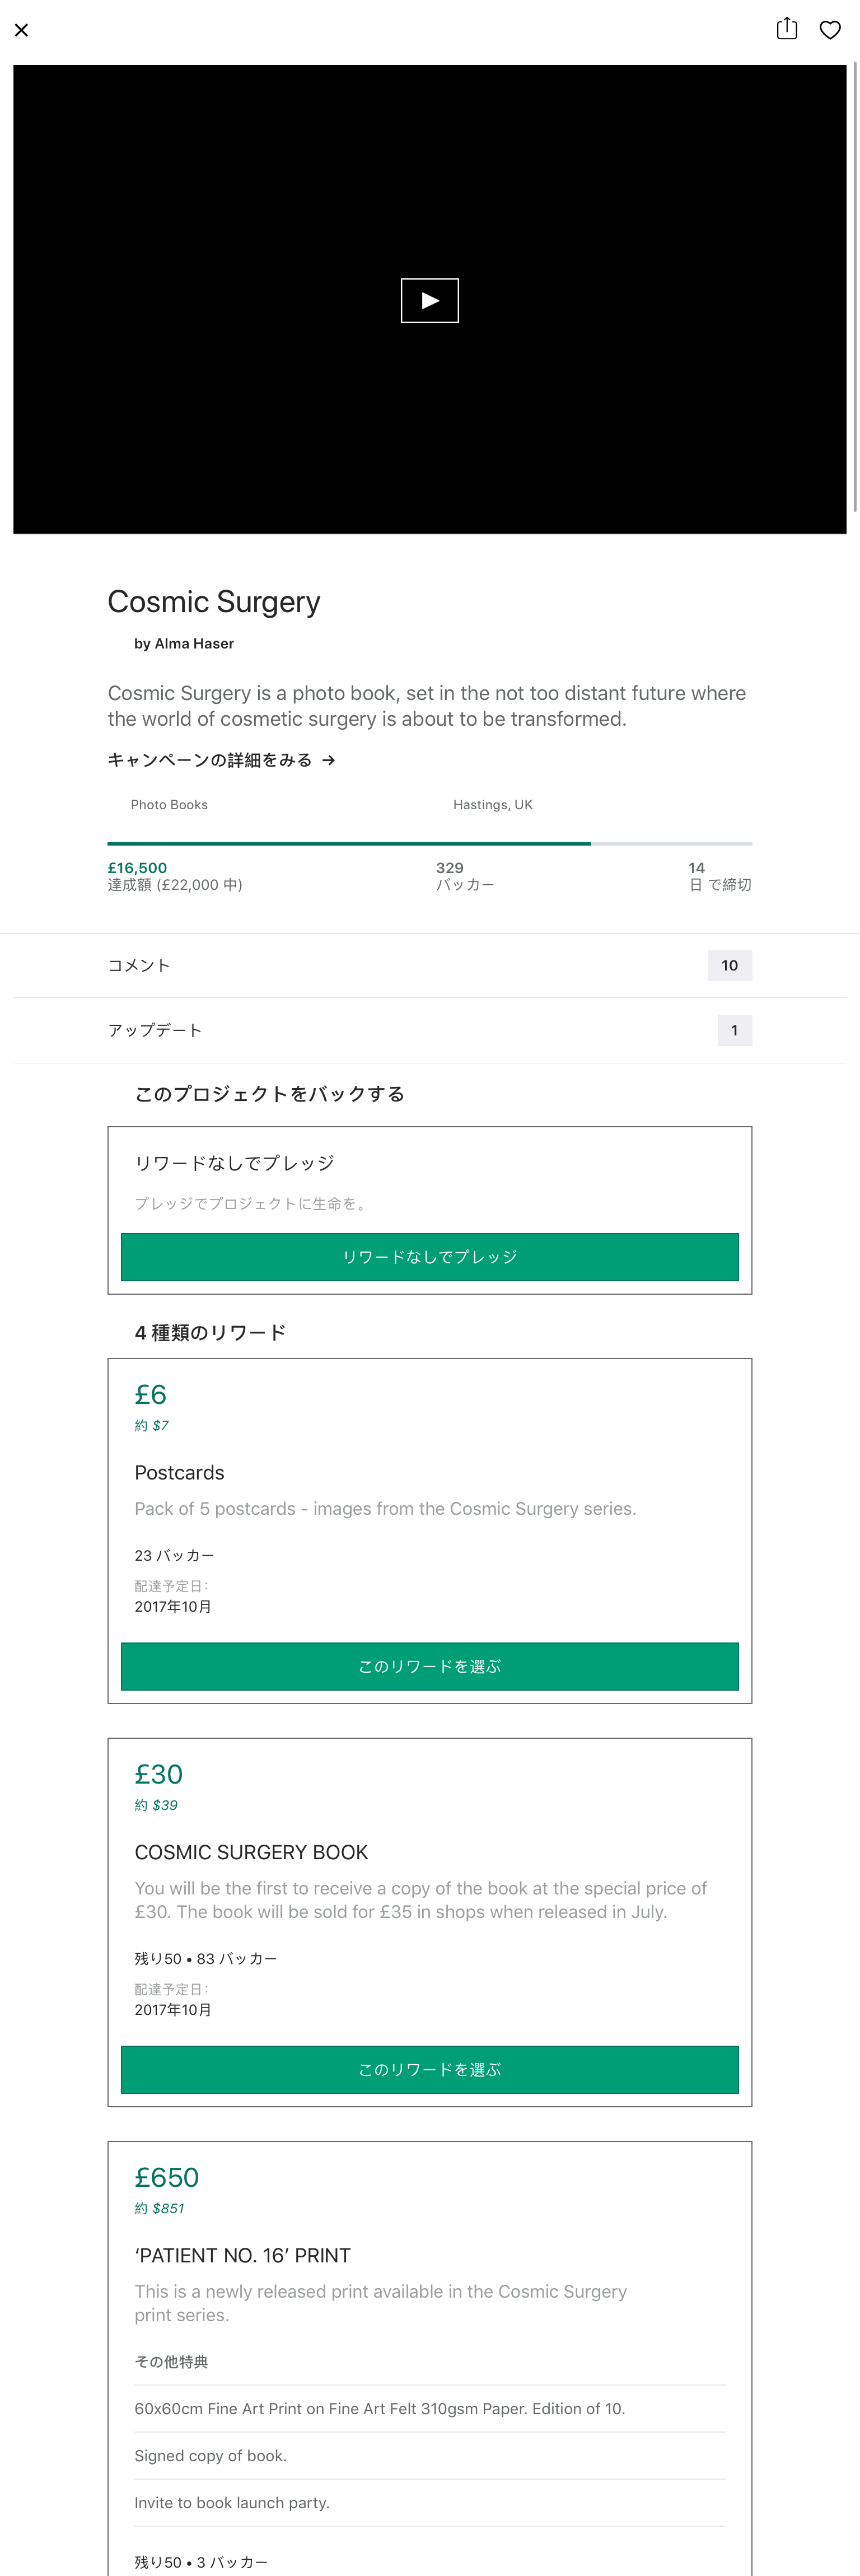 Cosmic Surgery
by Alma Haser
Cosmic Surgery is a photo book, set in the not too distant future where
the world of cosmetic surgery is about to be transformed.
キャンペーンの詳細をみる →
Photo Books
Hastings, UK
£16,500
達成額 (£22,000 中)
329
バッカー
14
日 で締切
コメント
10
アップデート
1
このプロジェクトをバックする
リワードなしでプレッジ
プレッジでプロジェクトに生命を。
リワードなしでプレッジ
4 種類のリワード
£6
約 $7
Postcards
Pack of 5 postcards - images from the Cosmic Surgery series.
23 バッカー
配達予定日:
2017年10月
このリワードを選ぶ
£30
約 $39
COSMIC SURGERY BOOK
You will be the first to receive a copy of the book at the special price of
£30. The book will be sold for £35 in shops when released in July.
残り50 • 83 バッカー
配達予定日:
2017年10月
このリワードを選ぶ
£650
約 $851
‘PATIENT NO. 16’ PRINT
This is a newly released print available in the Cosmic Surgery
print series.
その他特典
60x60cm Fine Art Print on Fine Art Felt 310gsm Paper. Edition of 10.
Signed copy of book.
Invite to book launch party.
残り50 • 3 バッカー